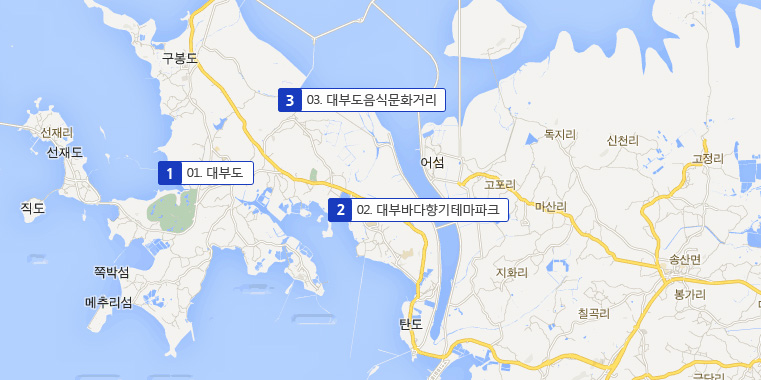 구봉도
3 03. 대부도음식문화거리
선재리
선재도
독지리
신천리
고정리
어섬
1 01. 대부도
고포리
직도
2 02. 대부바다향기테마파크
마산리
쪽박섬
지화리
송산면
메추리섬
봉가리
칠곡리
탄도